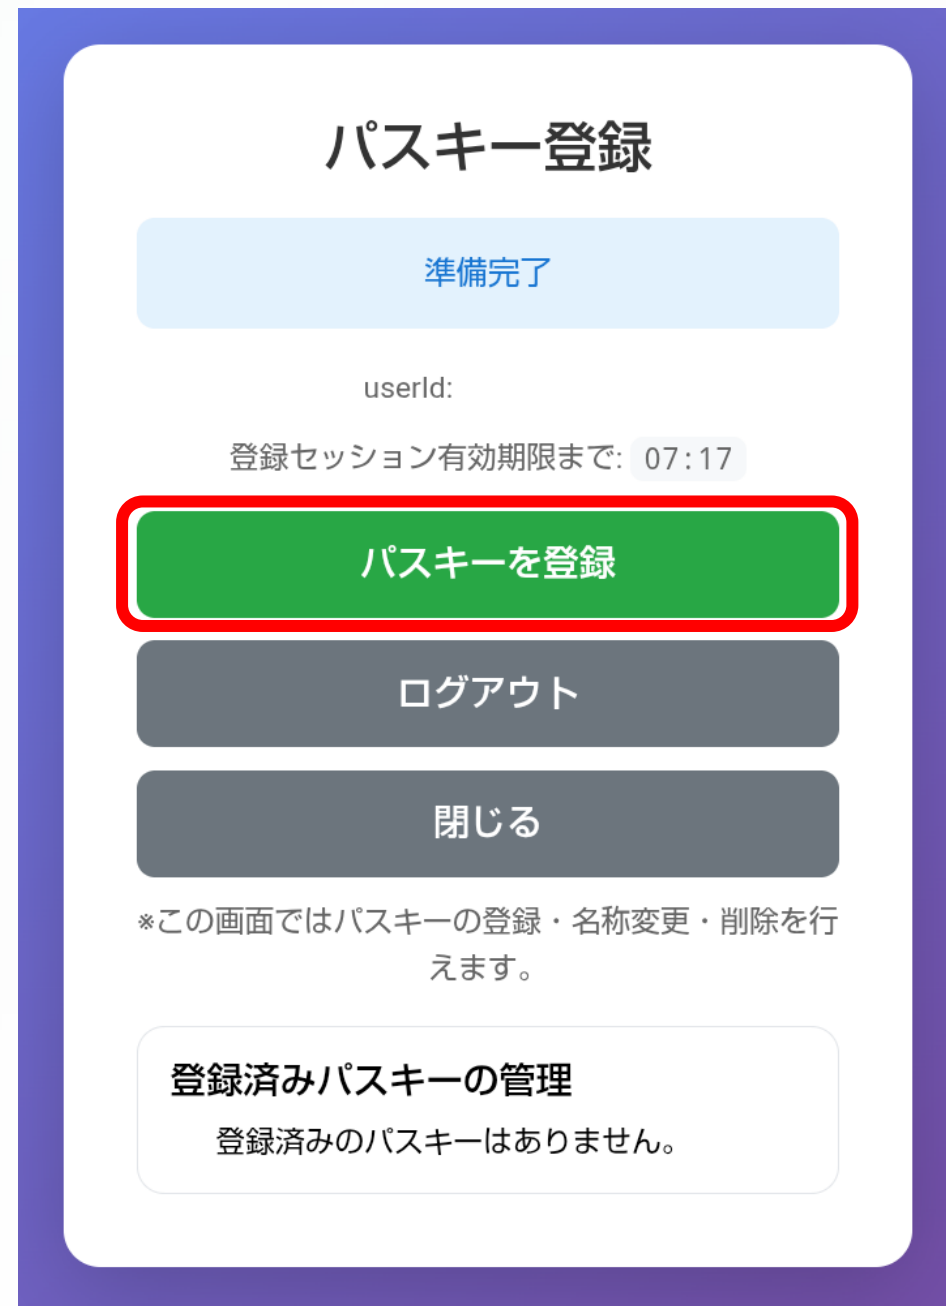 パスキー登録
準備完了
userId:
登録セッション有効期限まで: 07:17
パスキーを登録
ログアウト
閉じる
※この画面ではパスキーの登録・名称変更・削除を行
えます。
登録済みパスキーの管理
登録済みのパスキーはありません。